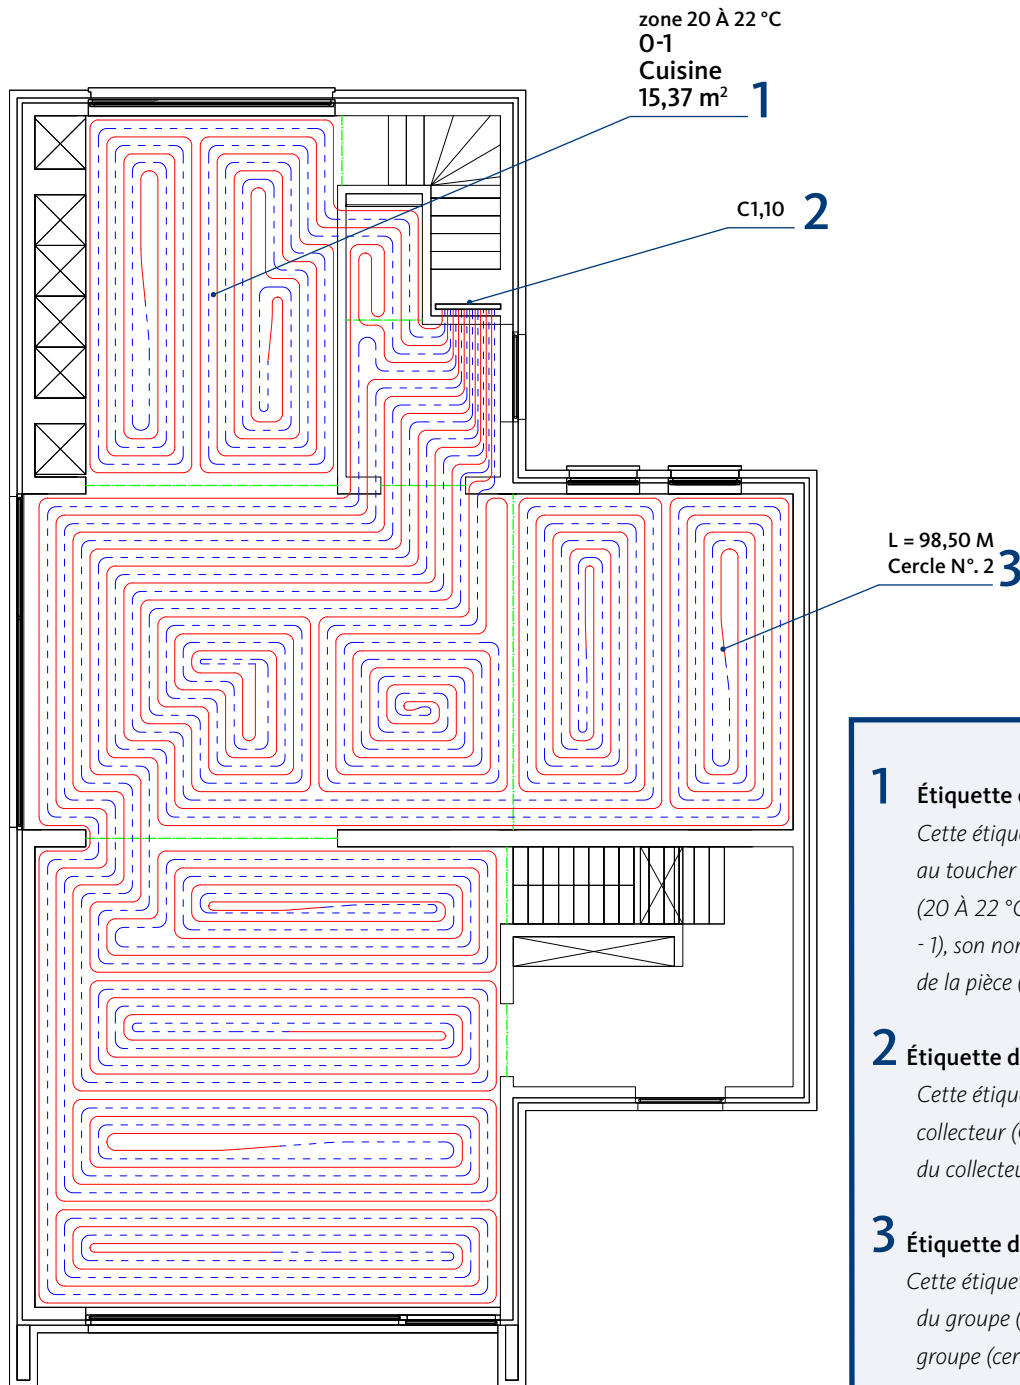 zone 20 À 22 °C
0-1
Cuisine
15,37 m²
1
C1,10
2
L = 98,50 M
Cercle N°. 2
3
1 Étiquette
Cette étiqu
au toucher
(20 À 22 °C
- 1), son nom
de la pièce (
2 Étiquette d
Cette étiqu
collecteur (
du collecteu
3 Étiquette d
Cette étiquet
du groupe (
groupe (cer